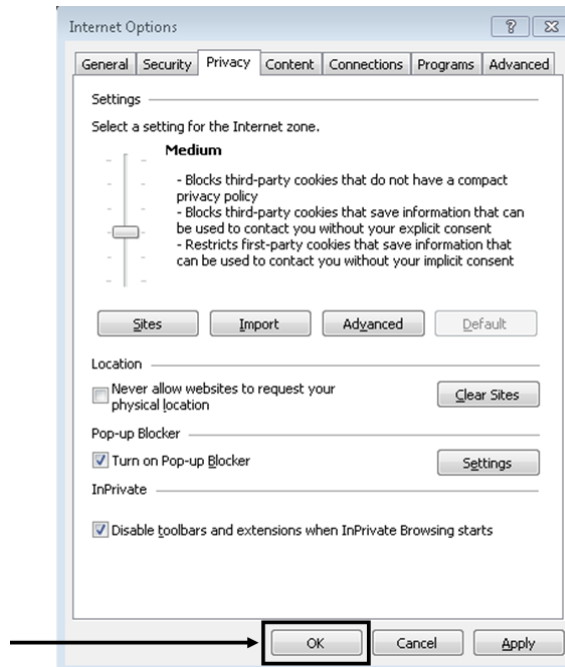 Internet Options
General Security Privacy Content Connections Programs Advanced
Settings
Select a setting for the Internet zone.
Medium
- Blocks third-party cookies that do not have a compact
privacy policy
- Blocks third-party cookies that save information that can
be used to contact you without your explicit consent
- Restricts first-party cookies that save information that
can be used to contact you without your implicit consent
Sites Import Advanced Default
Location
Never allow websites to request your
physical location
Clear Sites
Pop-up Blocker
Turn on Pop-up Blocker
Settings
InPrivate
Disable toolbars and extensions when InPrivate Browsing starts
OK Cancel Apply